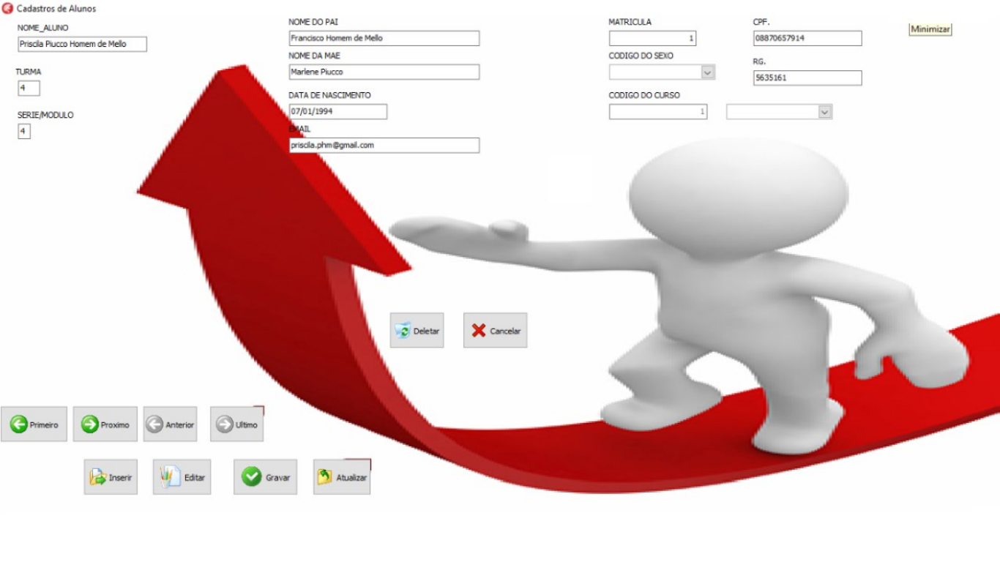 Cadastros de Alunos
NOME_ALUNO
Priscila Piucco Homem de Mello
TURMA
4
SERIE/MODULO
4
NOME DO PAI
Francisco Homem de Mello
NOME DA MAE
Marlene Piucco
DATA DE NASCIMENTO
07/01/1994
EMAIL
priscila.phm@gmail.com
MATRICULA
1
CODIGO DO SEXO
CODIGO DO CURSO
1
CPF.
08870657914
RG.
5635161
Minimizar
Deletar
Cancelar
Primeiro
Proximo
Anterior
Ultimo
Inserir
Editar
Gravar
Atualizar